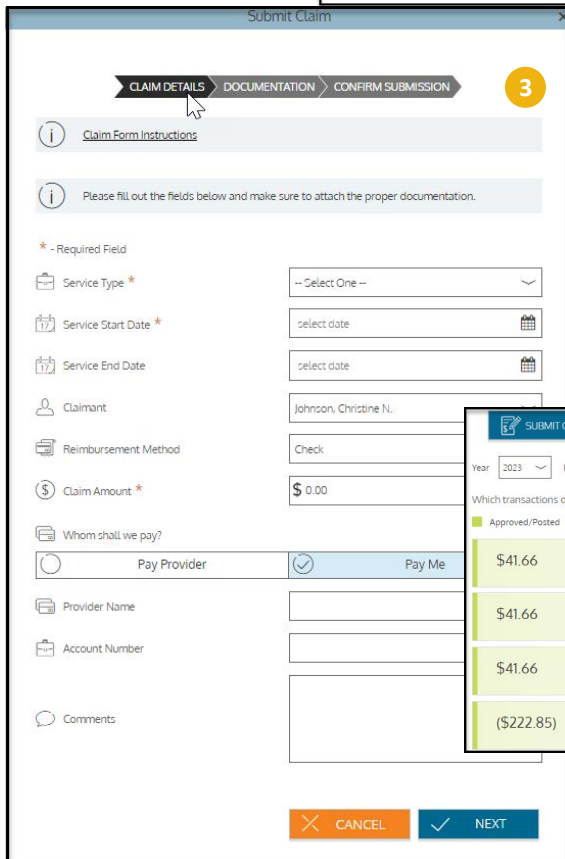 Submit Claim
CLAIM DETAILS DOCUMENTATION CONFIRM SUBMISSION
3
Claim Form Instructions
Please fill out the fields below and make sure to attach the proper documentation.
* - Required Field
Service Type * -- Select One --
Service Start Date * select date
Service End Date select date
Claimant Johnson, Christine N.
Reimbursement Method Check
Claim Amount * $ 0.00
Whom shall we pay?
Pay Provider Pay Me
Provider Name
Account Number
Comments
CANCEL NEXT
SUBMIT
Year 2023
Which transactions
Approved/Posted
$41.66
$41.66
$41.66
($222.85)